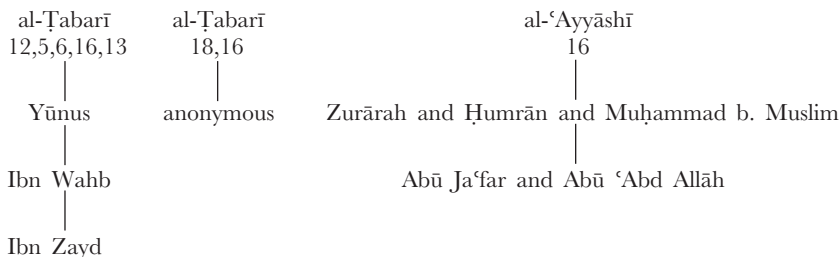 al-Ṭabarī al-Ṭabarī al-ʿAyyāshī
12,5,6,16,13 18,16 16
Yūnus anonymous Zurārah and Ḥumrān and Muḥammad b. Muslim
Ibn Wahb Abū Jaʿfar and Abū ʿAbd Allāh
Ibn Zayd